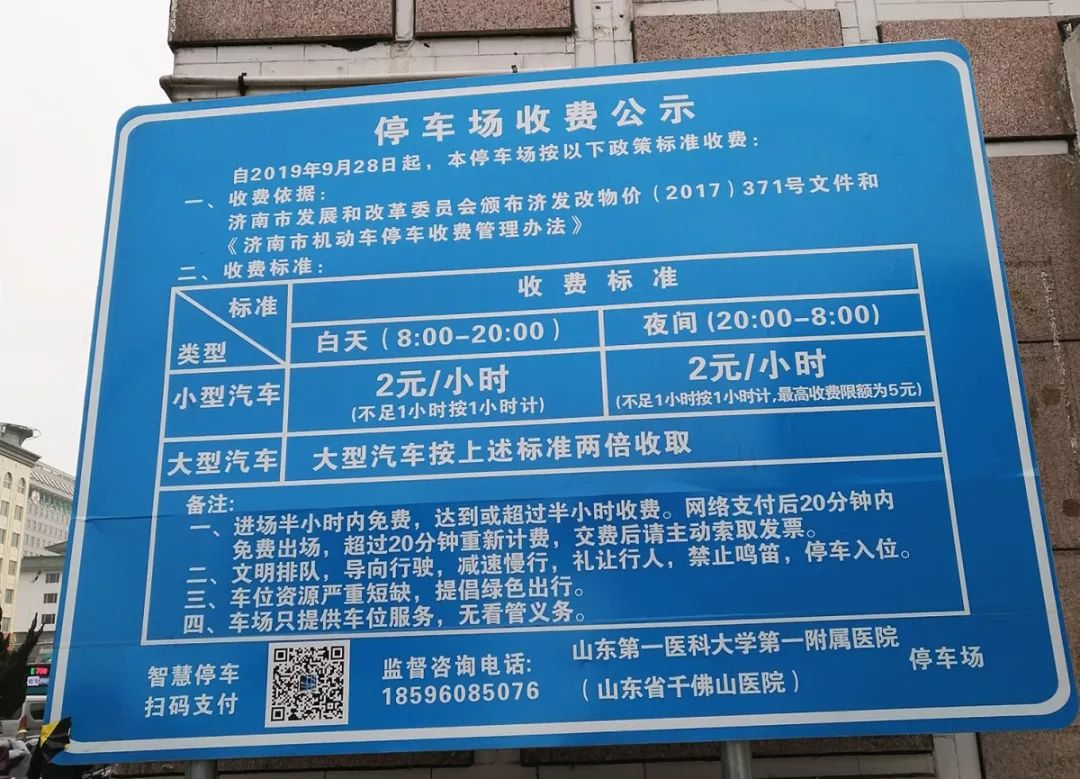 停车场收费公示
自2019年9月28日起，本停车场按以下政策标准收费：
一、收费依据：
济南市发展和改革委员会颁布济发改物价（2017）371号文件和
《济南市机动车停车收费管理办法》
二、收费标准：
标准
类型
收费标准
白天（8:00-20:00）
夜间(20:00-8:00)
小型汽车
2元/小时
(不足1小时按1小时计)
2元/小时
(不足1小时按1小时计,最高收费限额为5元)
大型汽车
大型汽车按上述标准两倍收取
备注:
一、进场半小时内免费，达到或超过半小时收费。网络支付后20分钟内
免费出场，超过20分钟重新计费，交费后请主动索取发票。
二、文明排队，导向行驶，减速慢行，礼让行人，禁止鸣笛，停车入位。
三、车位资源严重短缺，提倡绿色出行。
四、车场只提供车位服务，无看管义务。
智慧停车
扫码支付
监督咨询电话:
18596085076
山东第一医科大学第一附属医院
（山东省千佛山医院）
停车场